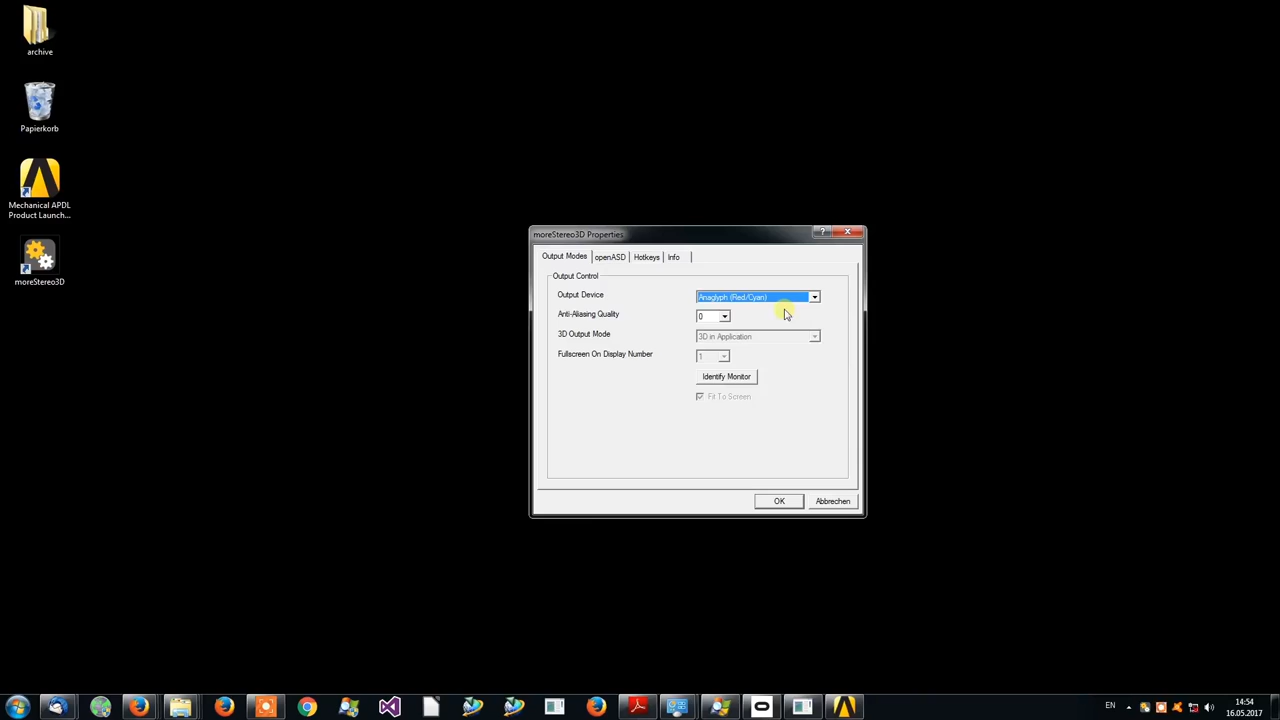 archive
Papierkorb
Mechanical APDL
Product Launch...
moreStereo3D
moreStereo3D Properties
Output Modes openASD Hotkeys Info
Output Control
Output Device Anaglyph (Red/Cyan)
Anti-Aliasing Quality 0
3D Output Mode 3D in Application
Fullscreen On Display Number 1
Identify Monitor
Fit To Screen
OK Abbrechen
EN 14:54
16.05.2017